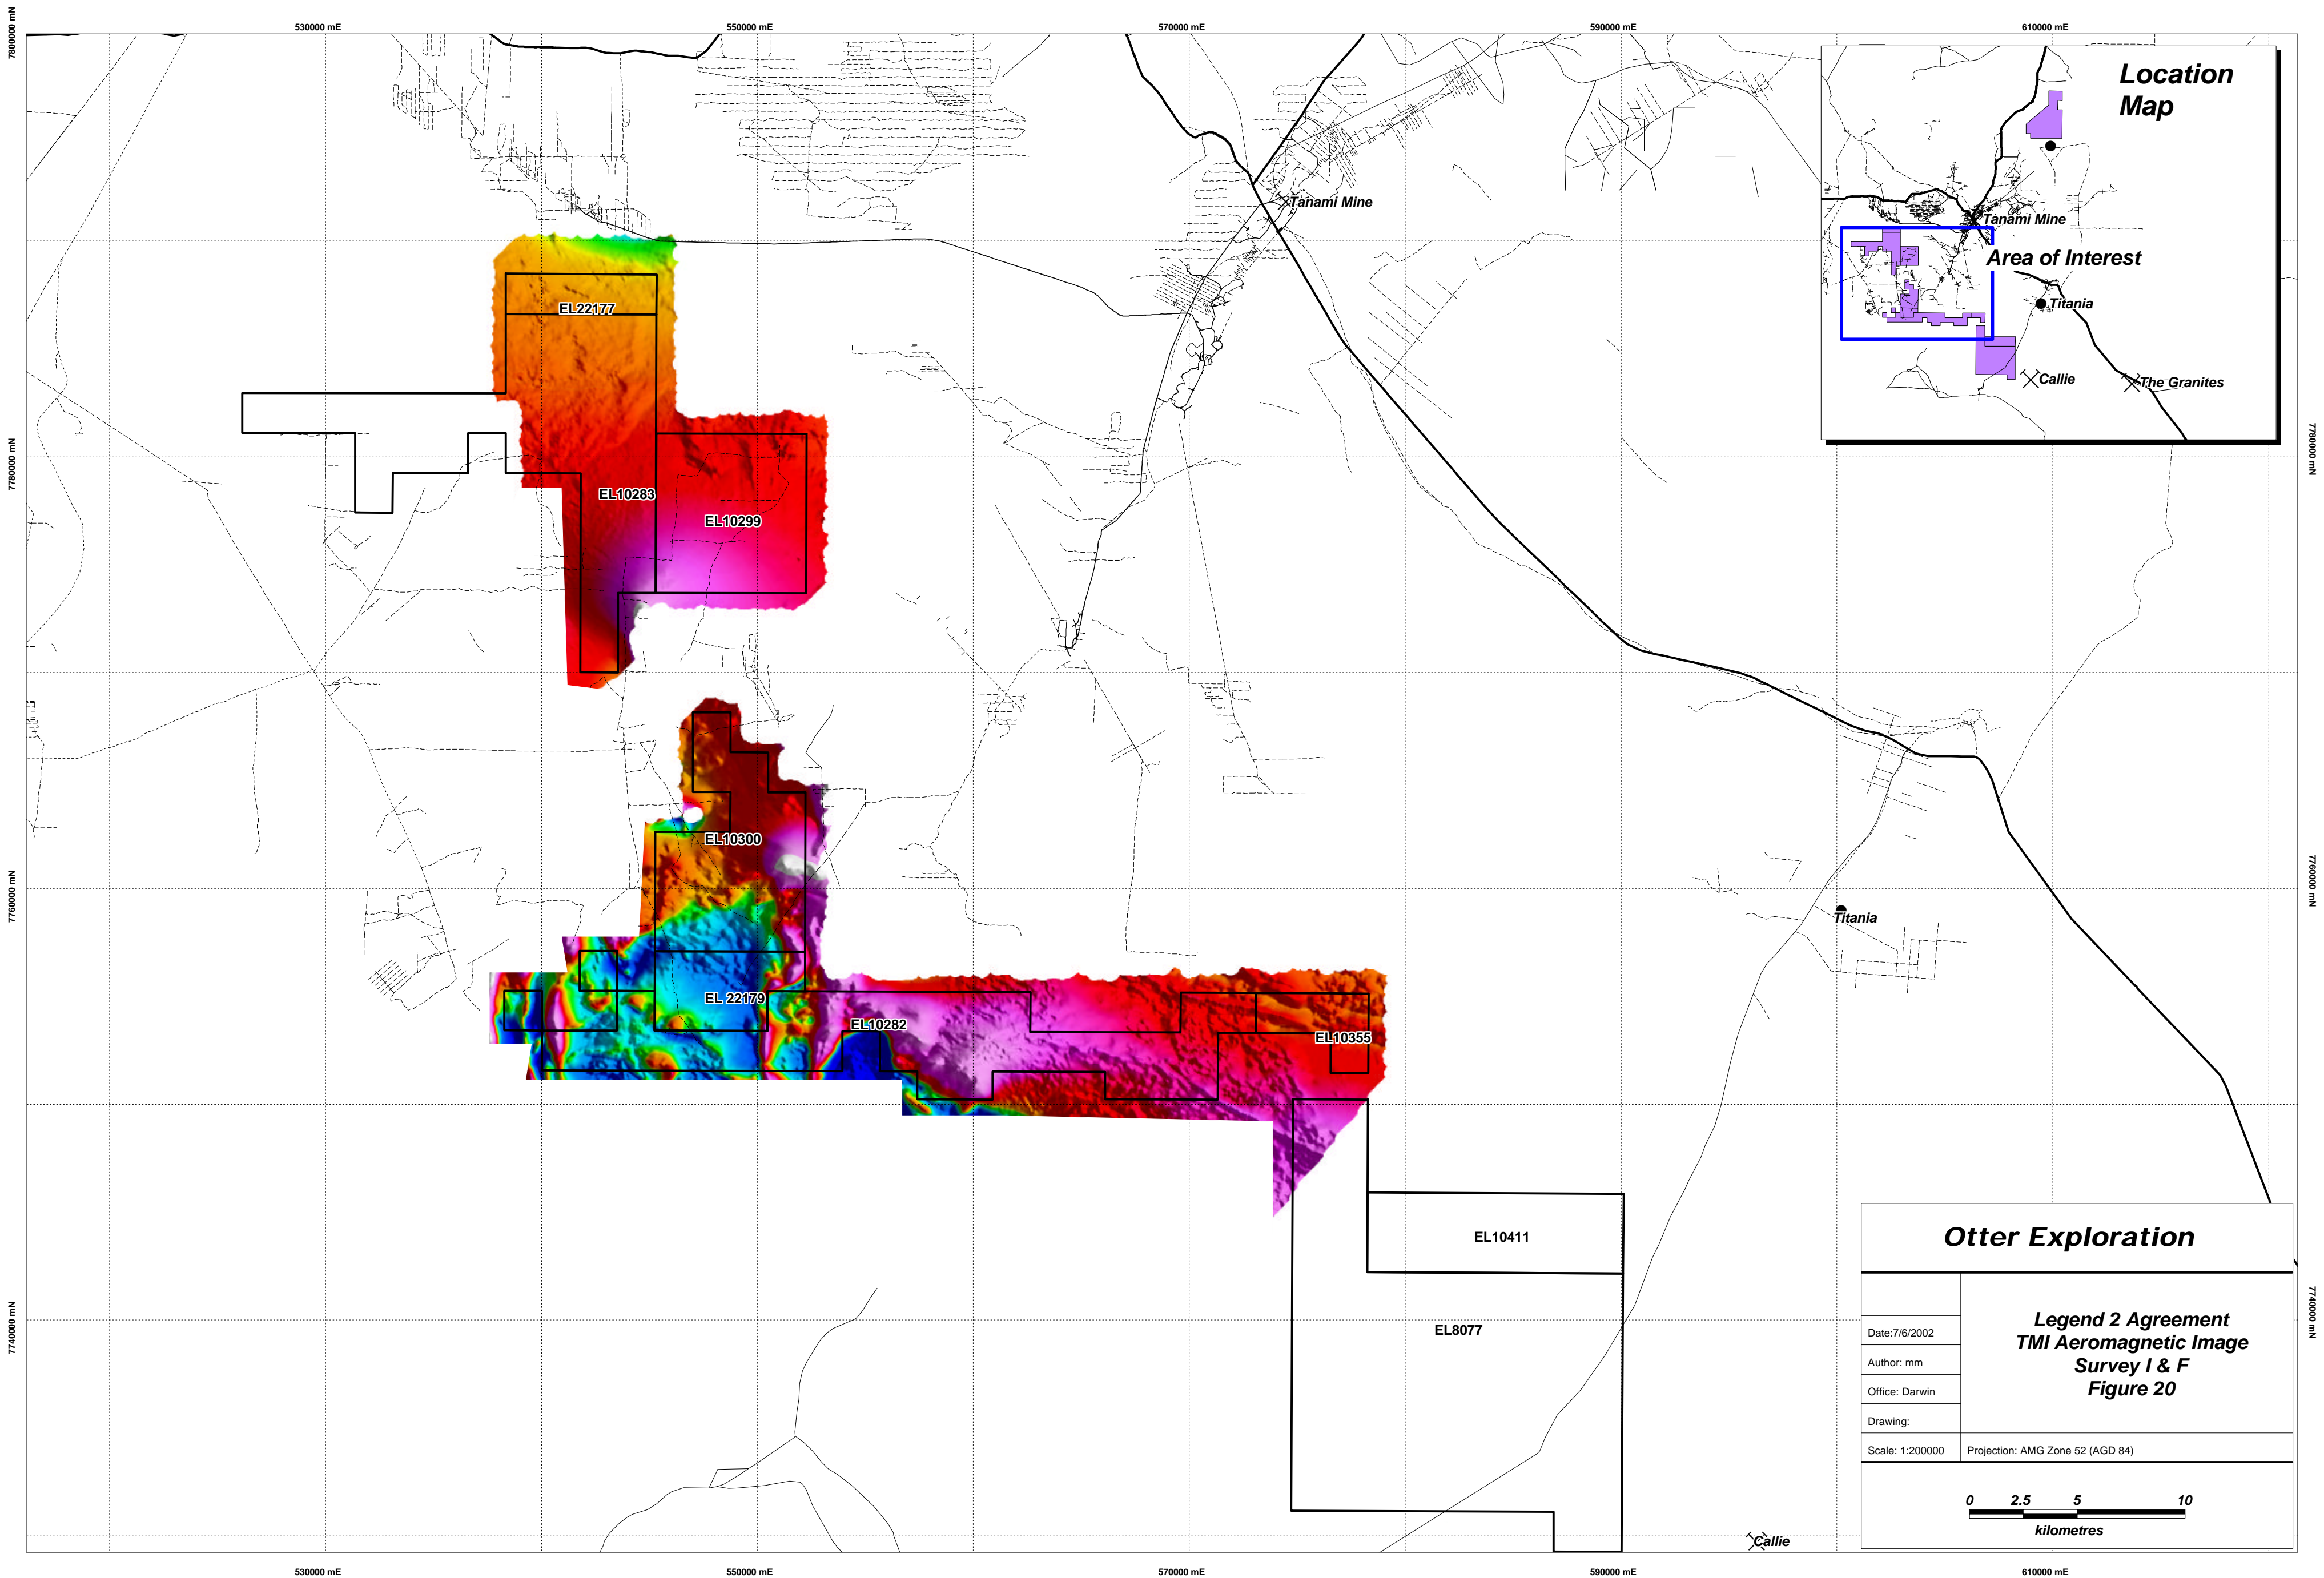 530000 mE
550000 mE
570000 mE
590000 mE
610000 mE
7800000 mN
Location
Map
Tanami Mine
Tanami Mine
Area of Interest
Titania
Callie
The Granites
EL22177
7780000 mN
7780000 mN
EL10283
EL10299
EL10300
7760000 mN
7760000 mN
Titania
EL 22179
EL10282
EL10355
EL10411
EL8077
7740000 mN
7740000 mN
Callie
Otter Exploration
Legend 2 Agreement
TMI Aeromagnetic Image
Survey I & F
Figure 20
Date:7/6/2002
Author: mm
Office: Darwin
Drawing:
Scale: 1:200000
Projection: AMG Zone 52 (AGD 84)
0 2.5 5 10
kilometres
530000 mE
550000 mE
570000 mE
590000 mE
610000 mE